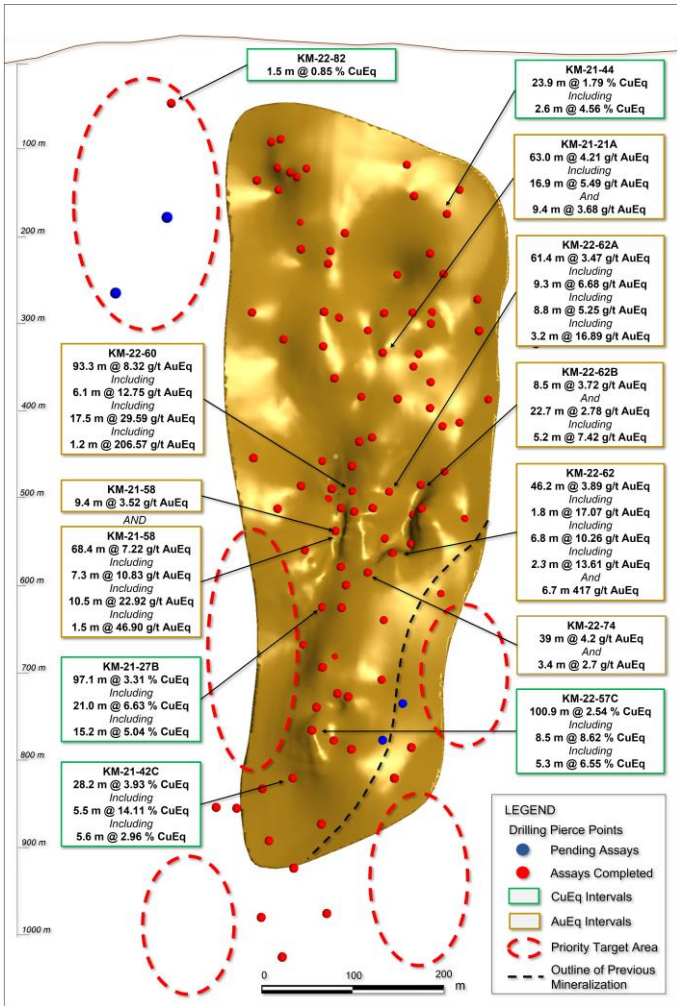 KM-22-82
1.5 m @ 0.85 % CuEq
KM-21-44
23.9 m @ 1.79 % CuEq
Including
2.6 m @ 4.56 % CuEq
100 m
KM-21-21A
63.0 m @ 4.21 g/t AuEq
Including
16.9 m @ 5.49 g/t AuEq
And
9.4 m @ 3.68 g/t AuEq
200 m
KM-22-62A
61.4 m @ 3.47 g/t AuEq
Including
9.3 m @ 6.68 g/t AuEq
Including
8.8 m @ 5.25 g/t AuEq
Including
3.2 m @ 16.89 g/t AuEq
300 m
KM-22-60
93.3 m @ 8.32 g/t AuEq
Including
6.1 m @ 12.75 g/t AuEq
Including
17.5 m @ 29.59 g/t AuEq
Including
1.2 m @ 206.57 g/t AuEq
KM-22-62B
8.5 m @ 3.72 g/t AuEq
And
22.7 m @ 2.78 g/t AuEq
Including
5.2 m @ 7.42 g/t AuEq
400 m
KM-22-62
46.2 m @ 3.89 g/t AuEq
Including
1.8 m @ 17.07 g/t AuEq
Including
6.8 m @ 10.26 g/t AuEq
Including
2.3 m @ 13.61 g/t AuEq
And
6.7 m 417 g/t AuEq
500 m
KM-21-58
9.4 m @ 3.52 g/t AuEq
AND
KM-21-58
68.4 m @ 7.22 g/t AuEq
Including
7.3 m @ 10.83 g/t AuEq
Including
10.5 m @ 22.92 g/t AuEq
Including
1.5 m @ 46.90 g/t AuEq
600 m
KM-22-74
39 m @ 4.2 g/t AuEq
And
3.4 m @ 2.7 g/t AuEq
KM-21-27B
97.1 m @ 3.31 % CuEq
Including
21.0 m @ 6.63 % CuEq
Including
15.2 m @ 5.04 % CuEq
700 m
KM-22-57C
100.9 m @ 2.54 % CuEq
Including
8.5 m @ 8.62 % CuEq
Including
5.3 m @ 6.55 % CuEq
800 m
KM-21-42C
28.2 m @ 3.93 % CuEq
Including
5.5 m @ 14.11 % CuEq
Including
5.6 m @ 2.96 % CuEq
900 m
1000 m
LEGEND
Drilling Pierce Points
Pending Assays
Assays Completed
CuEq Intervals
AuEq Intervals
Priority Target Area
Outline of Previous
Mineralization
0 100 200
m